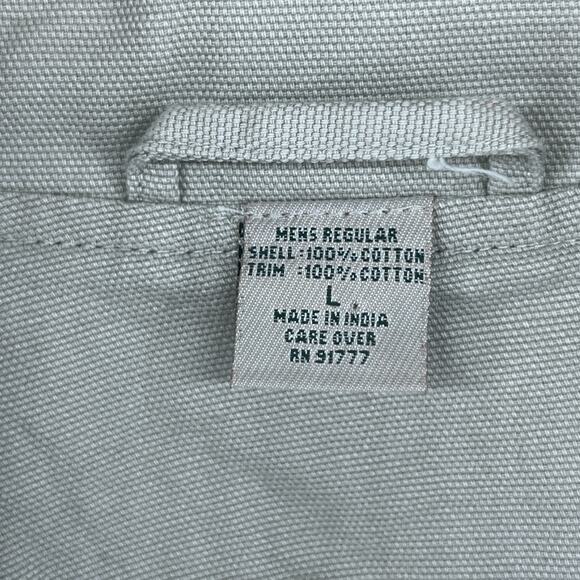 MENS REGULAR
SHELL :100% COTTON
TRIM :100% COTTON
L
MADE IN INDIA
CARE OVER
RN 91777